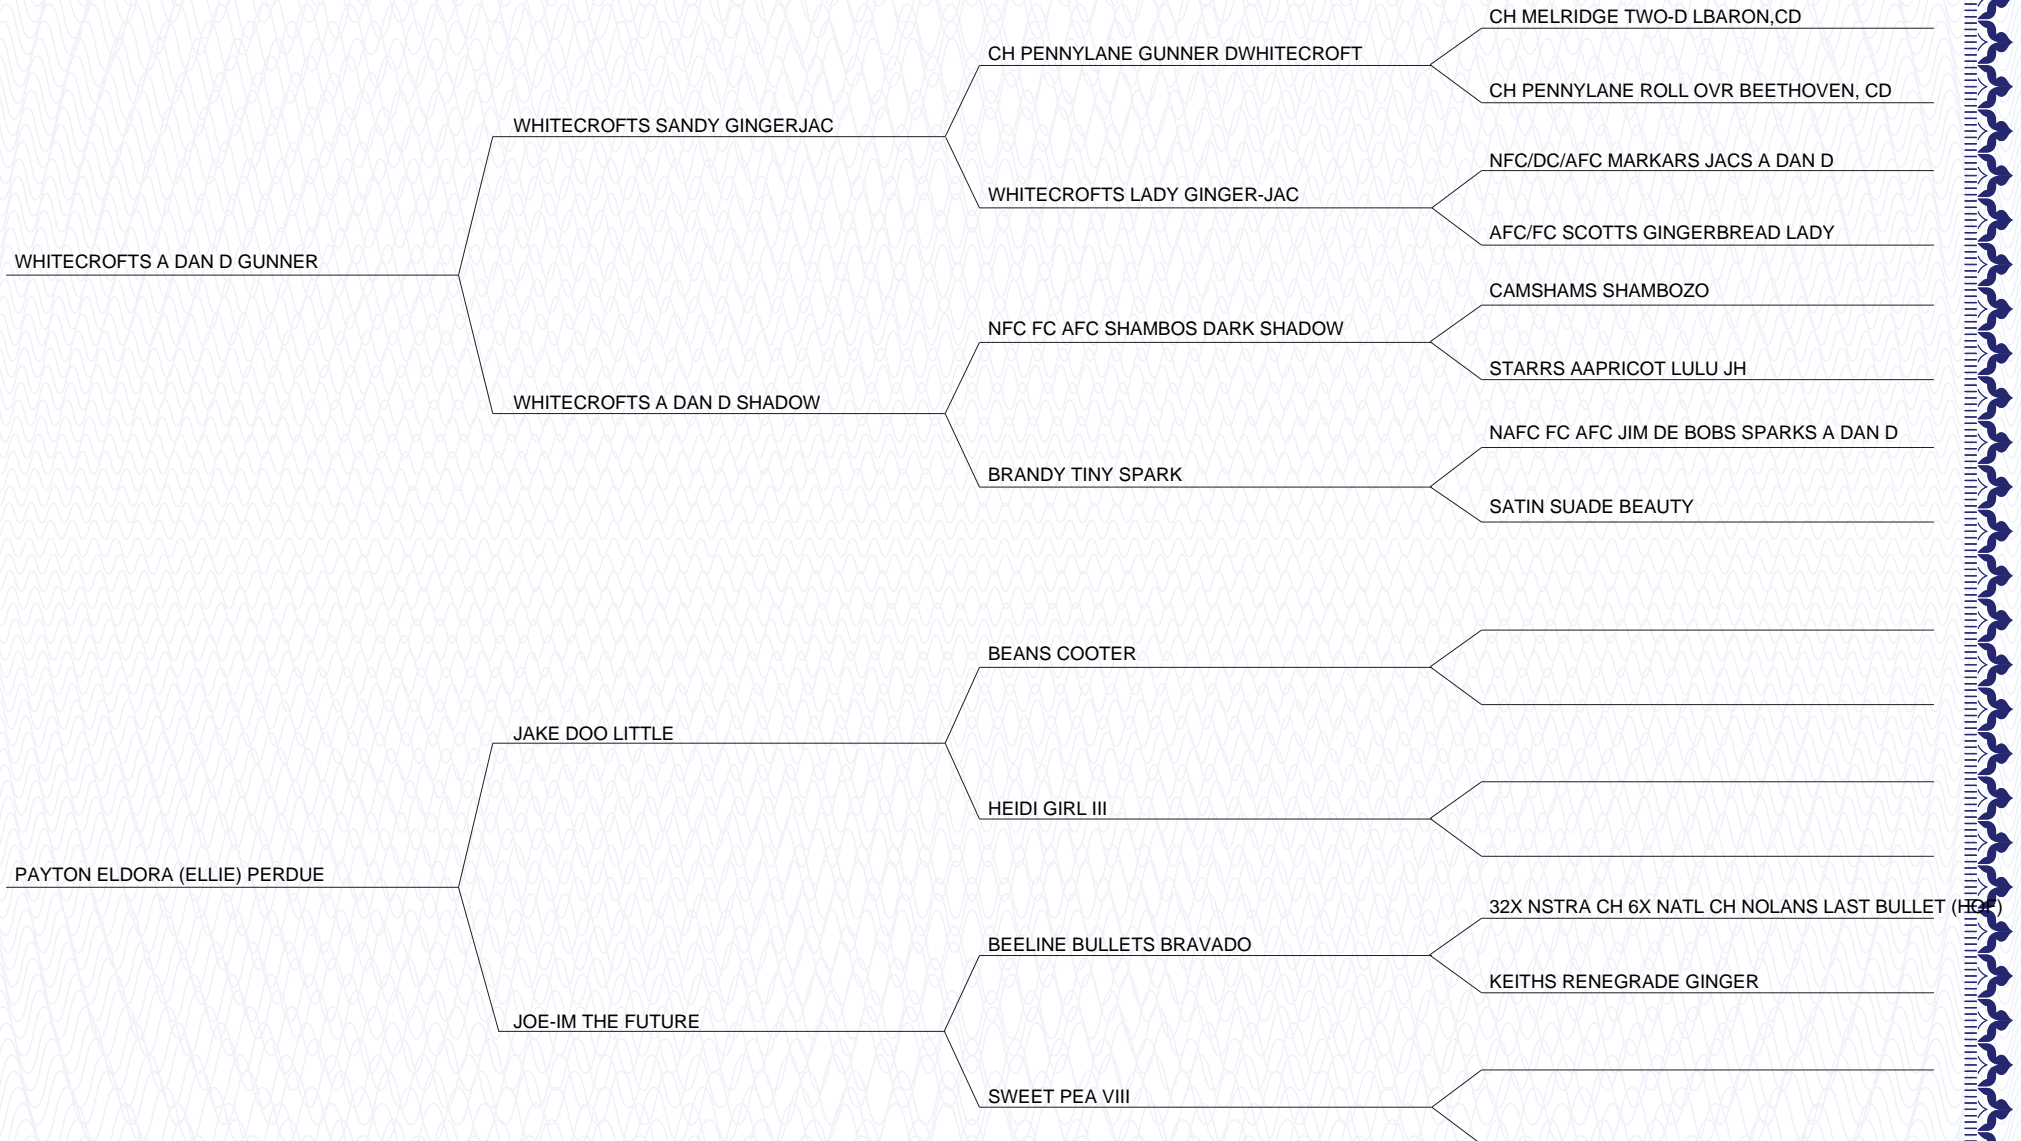 CH MELRIDGE TWO-D LBARON,CD
CH PENNYLANE GUNNER DWHITECROFT
CH PENNYLANE ROLL OVR BEETHOVEN, CD
WHITECROFTS SANDY GINGERJAC
NFC/DC/AFC MARKARS JACS A DAN D
WHITECROFTS LADY GINGER-JAC
AFC/FC SCOTTS GINGERBREAD LADY
WHITECROFTS A DAN D GUNNER
CAMSHAMS SHAMBOZO
NFC FC AFC SHAMBOS DARK SHADOW
STARRS AAPRICOT LULU JH
WHITECROFTS A DAN D SHADOW
NAFC FC AFC JIM DE BOBS SPARKS A DAN D
BRANDY TINY SPARK
SATIN SUADE BEAUTY
BEANS COOTER
JAKE DOO LITTLE
HEIDI GIRL III
PAYTON ELDORA (ELLIE) PERDUE
32X NSTRA CH 6X NATL CH NOLANS LAST BULLET (HOF)
BEELINE BULLETS BRAVADO
KEITHS RENEGRADE GINGER
JOE-IM THE FUTURE
SWEET PEA VIII